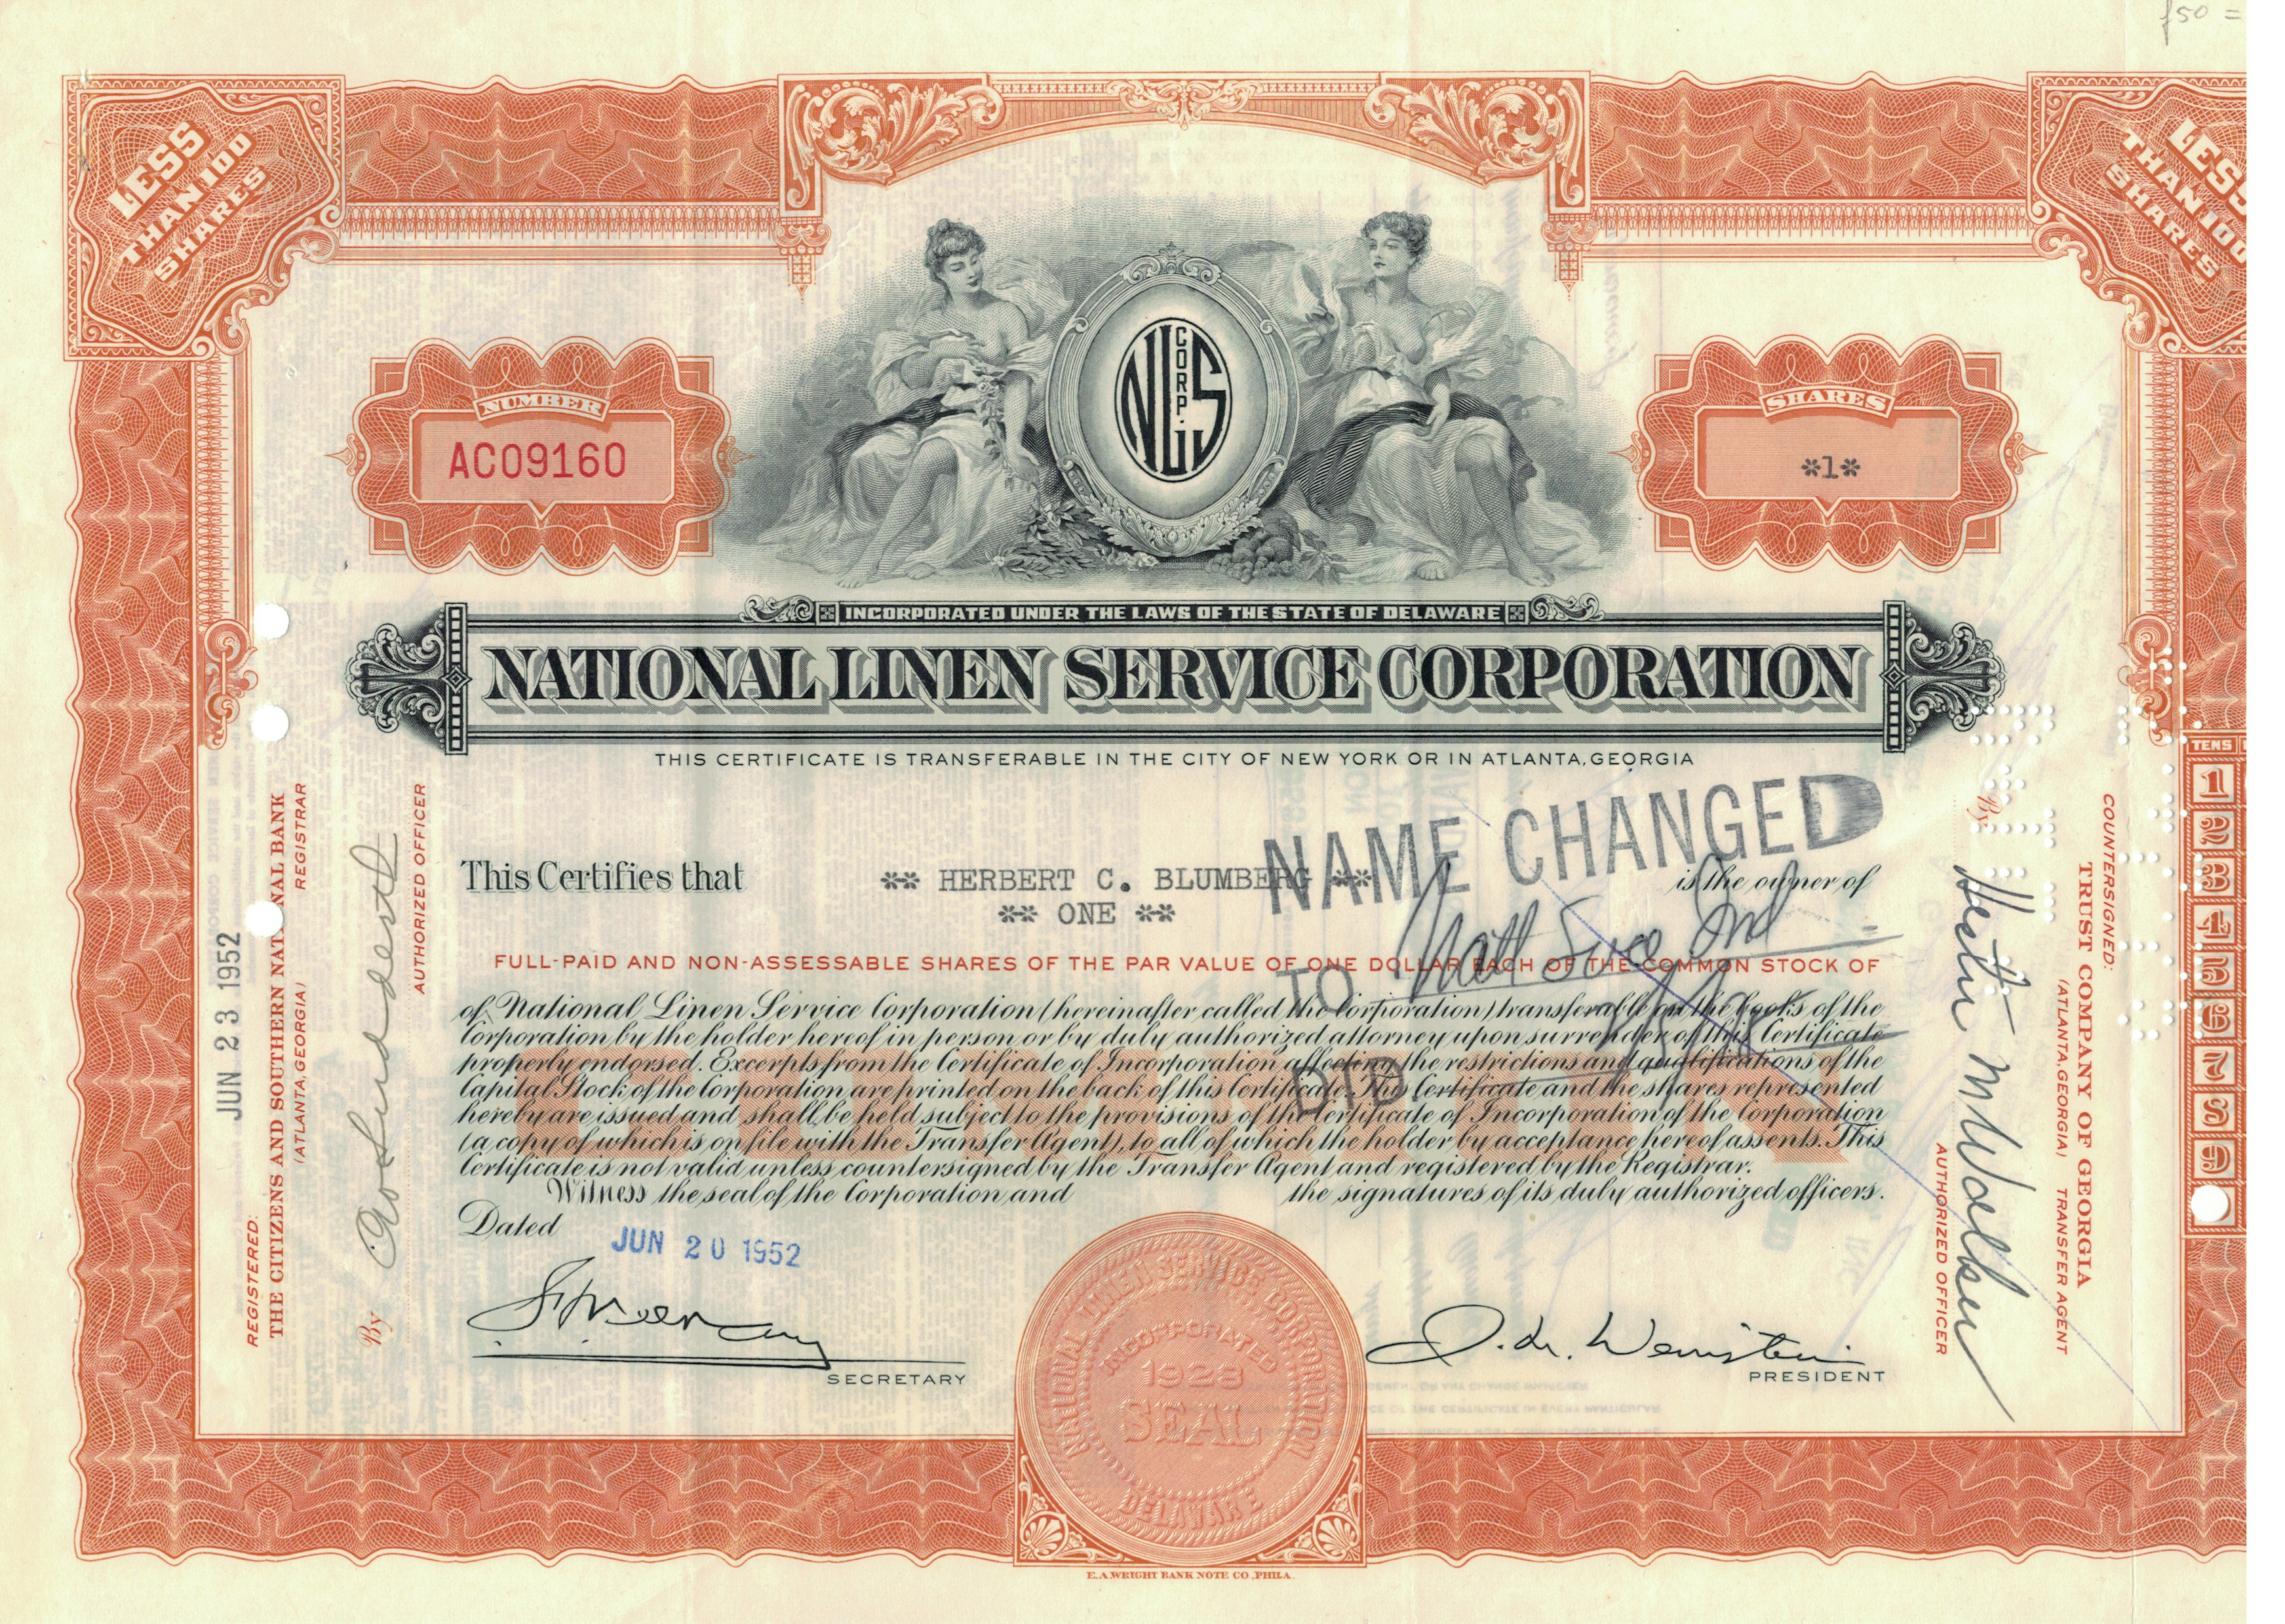 £50 =
LESS
THAN 100
SHARES
LESS
THAN 100
SHARES
NLS
CORP.
NUMBER
AC09160
SHARES
*1*
INCORPORATED UNDER THE LAWS OF THE STATE OF DELAWARE
NATIONAL LINEN SERVICE CORPORATION
THIS CERTIFICATE IS TRANSFERABLE IN THE CITY OF NEW YORK OR IN ATLANTA, GEORGIA
This Certifies that ** HERBERT C. BLUMBERG ** is the owner of
** ONE **
NAME CHANGED
TO Natl Serv Ind
FULL-PAID AND NON-ASSESSABLE SHARES OF THE PAR VALUE OF ONE DOLLAR EACH OF THE COMMON STOCK OF
of National Linen Service Corporation (hereinafter called the Corporation) transferable on the books of the
Corporation by the holder hereof in person or by duly authorized attorney upon surrender of this Certificate
properly endorsed. Excerpts from the Certificate of Incorporation affecting the restrictions and qualifications of the
Capital Stock of the Corporation are printed on the back of this Certificate. This Certificate and the shares represented
hereby are issued and shall be held subject to the provisions of the Certificate of Incorporation of the Corporation
(a copy of which is on file with the Transfer Agent), to all of which the holder by acceptance hereof assents. This
Certificate is not valid unless countersigned by the Transfer Agent and registered by the Registrar.
Witness the seal of the Corporation and the signatures of its duly authorized officers.
Dated
JUN 20 1952
SECRETARY
PRESIDENT
NATIONAL LINEN SERVICE CORPORATION
INCORPORATED
1928
SEAL
DELAWARE
E.A.WRIGHT BANK NOTE CO., PHILA.
JUN 23 1952
REGISTERED:
THE CITIZENS AND SOUTHERN NATIONAL BANK
(ATLANTA, GEORGIA) REGISTRAR
By
AUTHORIZED OFFICER
COUNTERSIGNED:
TRUST COMPANY OF GEORGIA
(ATLANTA, GEORGIA) TRANSFER AGENT
By
AUTHORIZED OFFICER
TENS
1
2
3
4
5
6
7
8
9